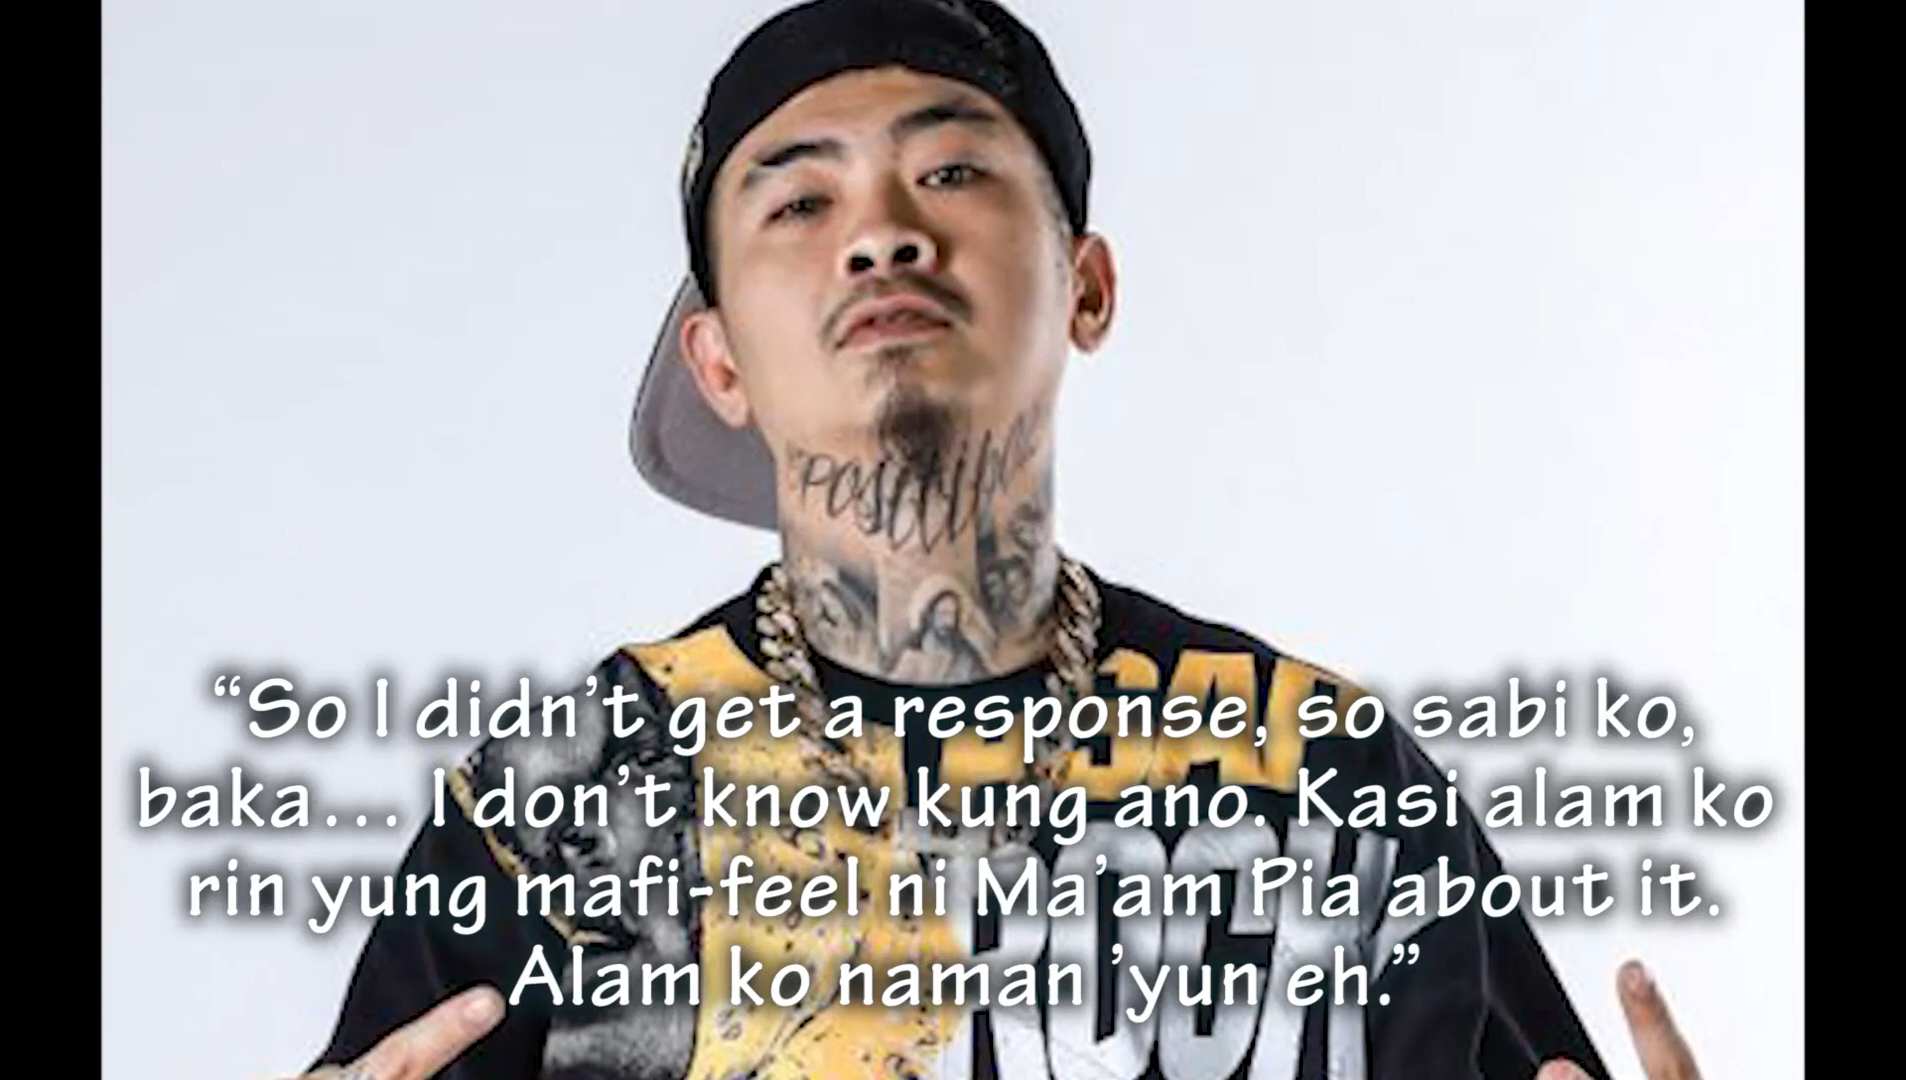 “So I didn’t get a response, so sabi ko,
baka... I don’t know kung ano. Kasi alam ko
rin yung mafi-feel ni Ma’am Pia about it.
Alam ko naman ’yun eh.”